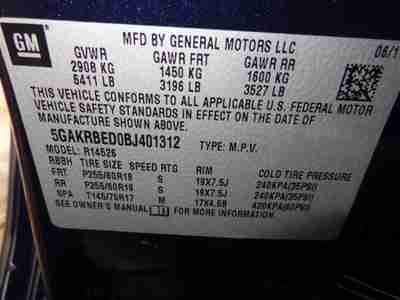 GM
MFD BY GENERAL MOTORS LLC 06/1
GVWR GAWR FRT GAWR RR
2908 KG 1450 KG 1600 KG
6411 LB 3196 LB 3527 LB
THIS VEHICLE CONFORMS TO ALL APPLICABLE U.S. FEDERAL MOTOR
VEHICLE SAFETY STANDARDS IN EFFECT ON THE DATE OF
MANUFACTURE SHOWN ABOVE.
5GAKRBED0BJ401312 TYPE: M.P.V.
MODEL: R14526
RBBH TIRE SIZE SPEED RTG RIM COLD TIRE PRESSURE
FRT P255/60R19 S 19X7.5J 240KPA(35PSI)
RR P255/60R19 S 19X7.5J 240KPA(35PSI)
SPA T145/70R17 M 17X4.5B 420KPA(60PSI)
SEE OWNER'S MANUAL FOR MORE INFORMATION